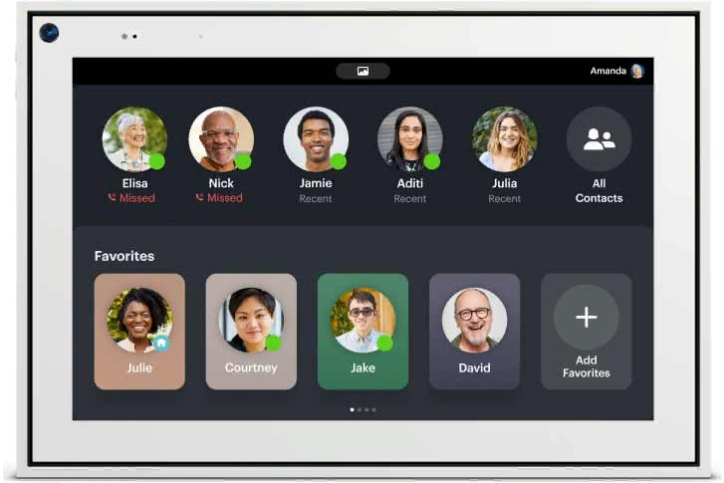 Amanda
Elisa
Missed
Nick
Missed
Jamie
Recent
Aditi
Recent
Julia
Recent
All
Contacts
Favorites
Julie
Courtney
Jake
David
Add
Favorites